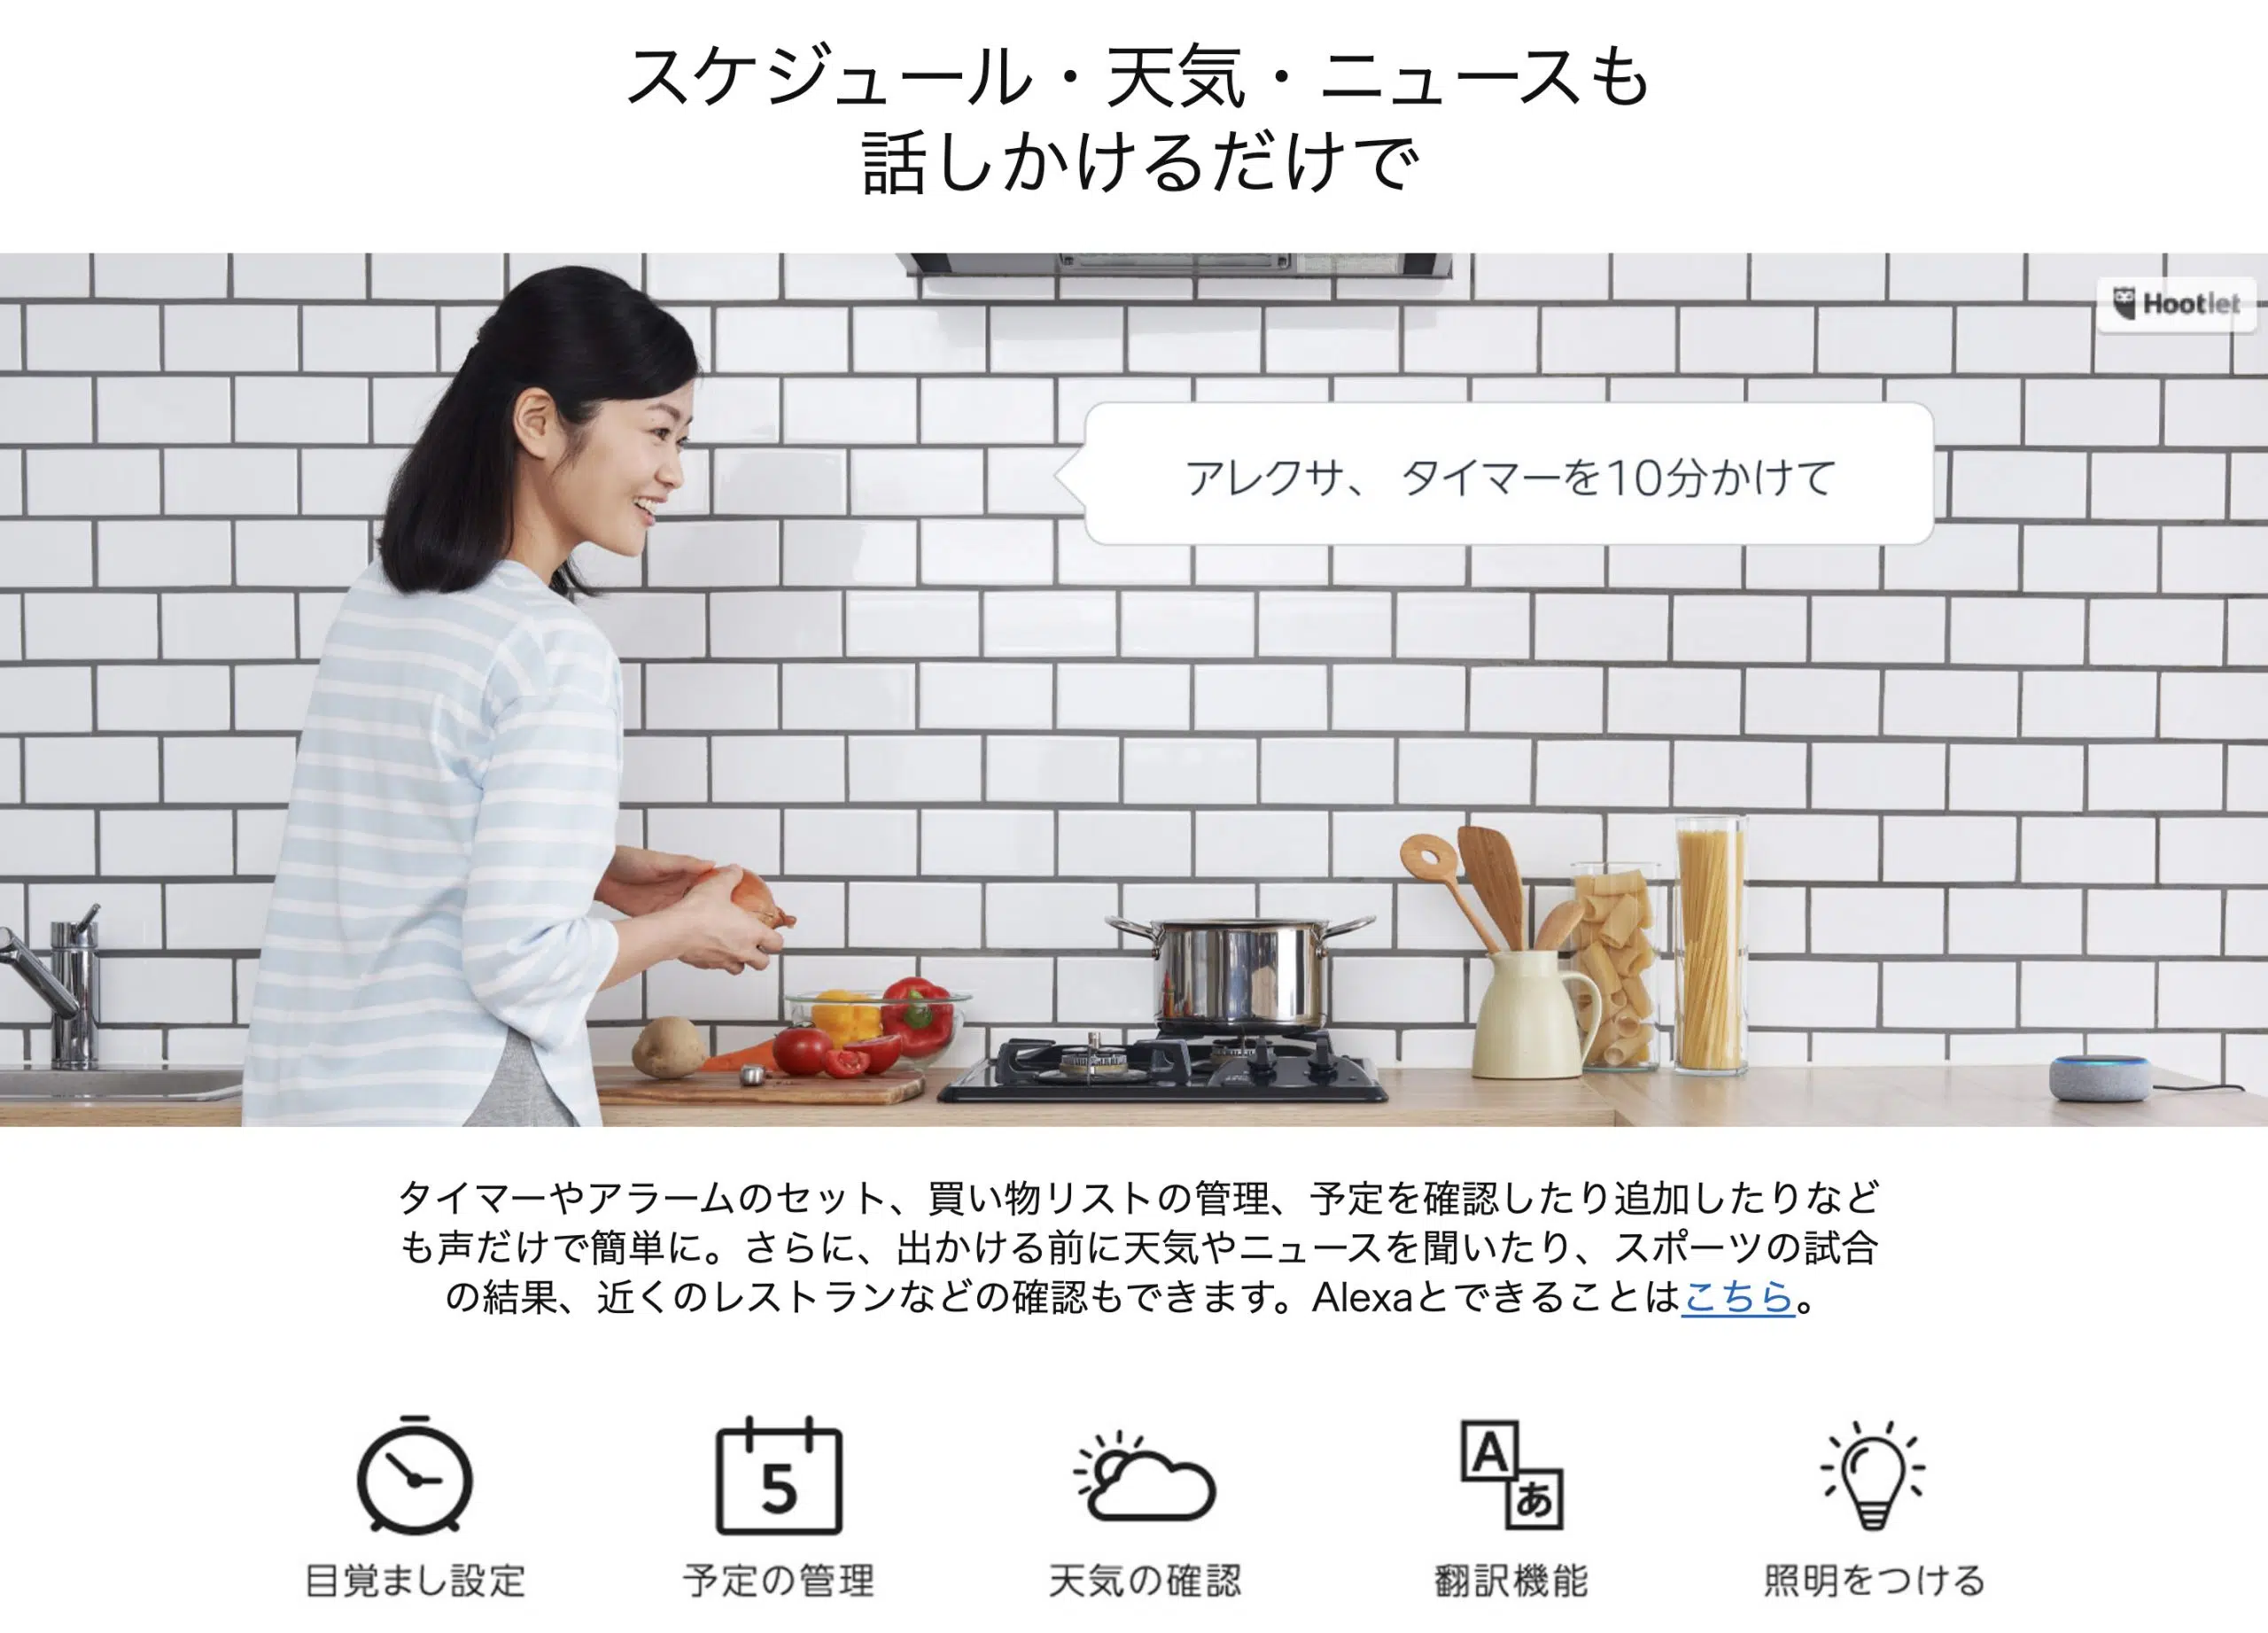 スケジュール・天気・ニュースも
話しかけるだけで
Hootlet
アレクサ、 タイマーを10分かけて
タイマーやアラームのセット、買い物リストの管理、予定を確認したり追加したりなど
も声だけで簡単に。さらに、出かける前に天気やニュースを聞いたり、スポーツの試合
の結果、近くのレストランなどの確認もできます。Alexaとできることはこちら。
5
A
あ
目覚まし設定
予定の管理
天気の確認
翻訳機能
照明をつける